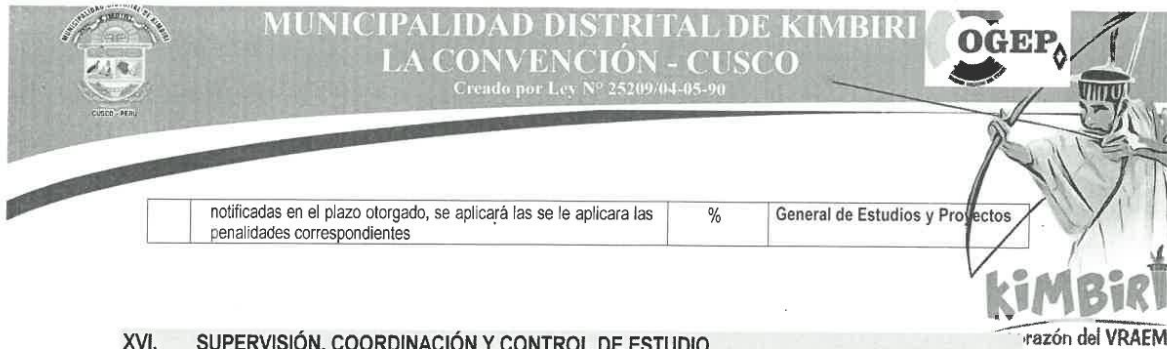 MUNICIPALIDAD DISTRITAL DE KIMBIRI
LA CONVENCIÓN - CUSCO
Creado por Ley Nº 25209/04-05-90
OGEP
CUSCO - PERU
notificadas en el plazo otorgado, se aplicará las se le aplicara las
penalidades correspondientes
%
General de Estudios y Proyectos
KiMBiRi
razón del VRAEM
XVI. SUPERVISIÓN, COORDINACIÓN Y CONTROL DE ESTUDIO